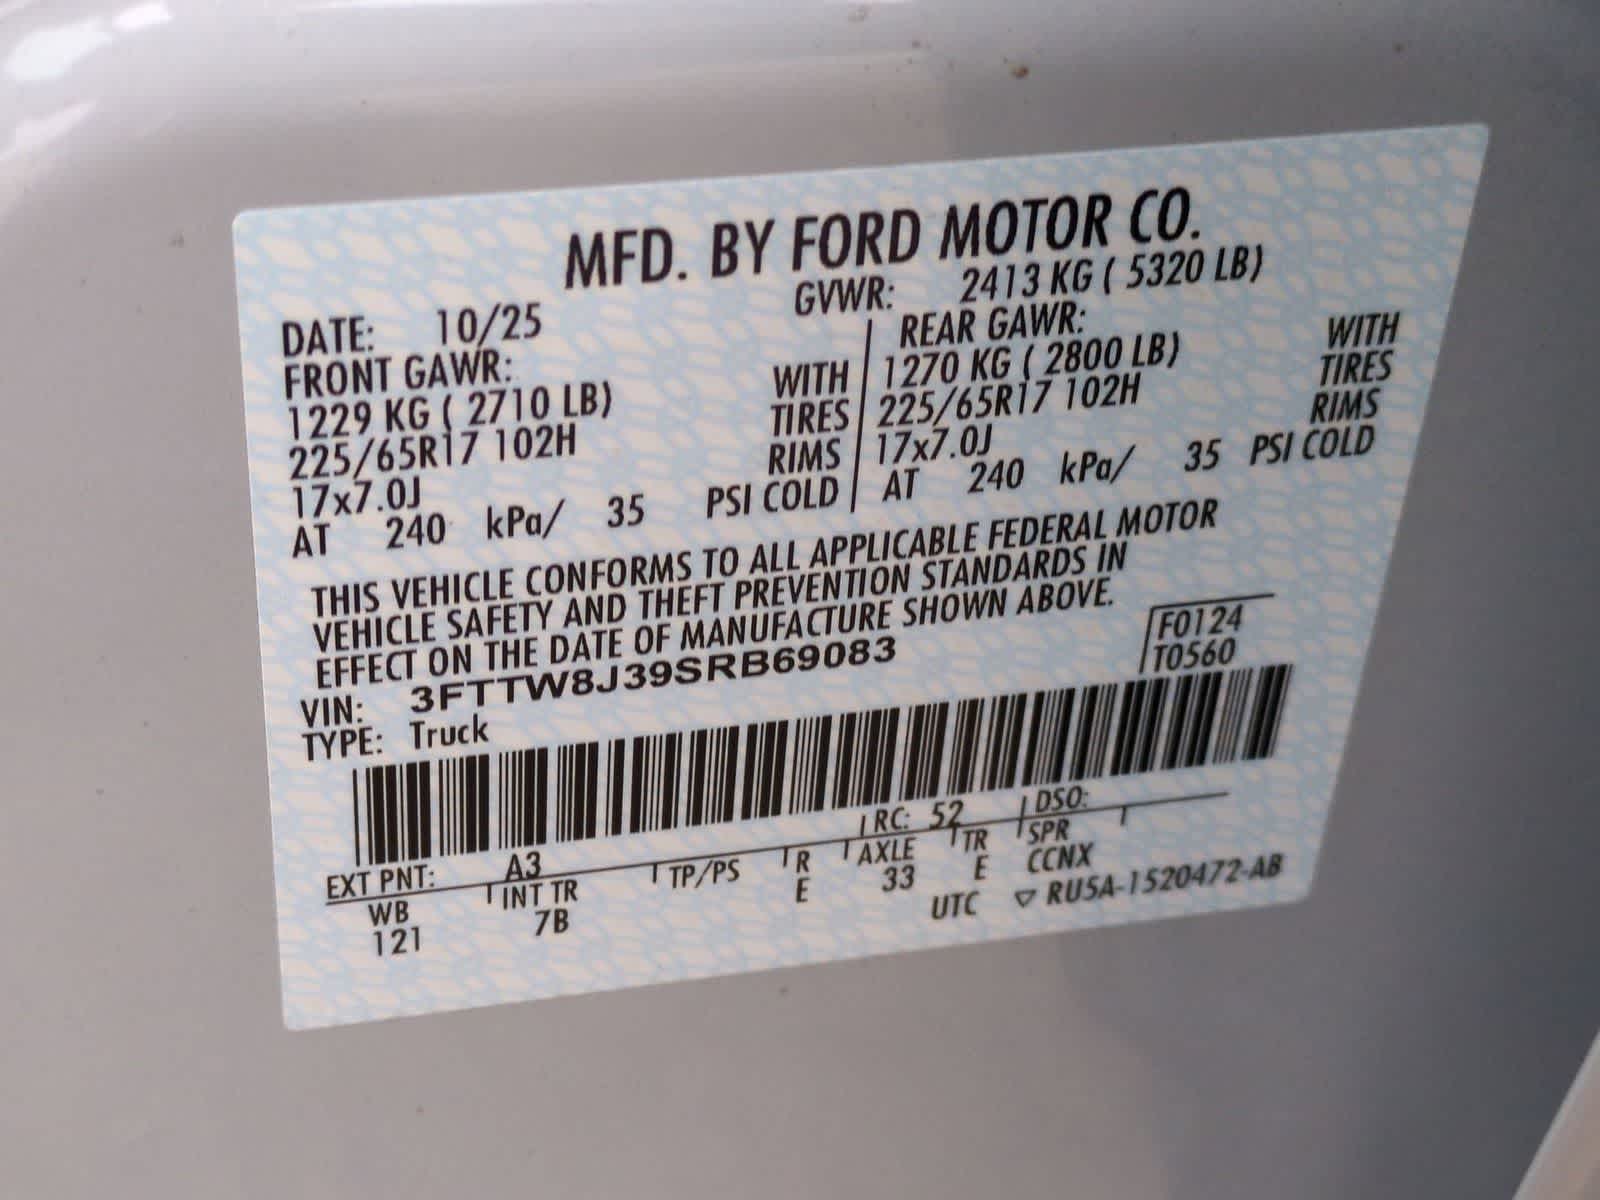 MFD. BY FORD MOTOR CO.
DATE: 10/25 GVWR: 2413 KG ( 5320 LB)
FRONT GAWR: REAR GAWR:
1229 KG ( 2710 LB) WITH 1270 KG ( 2800 LB) WITH
225/65R17 102H TIRES 225/65R17 102H TIRES
17x7.0J RIMS 17x7.0J RIMS
AT 240 kPa/ 35 PSI COLD AT 240 kPa/ 35 PSI COLD
THIS VEHICLE CONFORMS TO ALL APPLICABLE FEDERAL MOTOR
VEHICLE SAFETY AND THEFT PREVENTION STANDARDS IN
EFFECT ON THE DATE OF MANUFACTURE SHOWN ABOVE.
VIN: 3FTTW8J39SRB69083 F0124
TYPE: Truck T0560
EXT PNT: A3 RC: 52 DSO:
WB INT TR TP/PS R AXLE TR SPR
121 7B E 33 E CCNX
UTC ▽ RU5A-1520472-AB